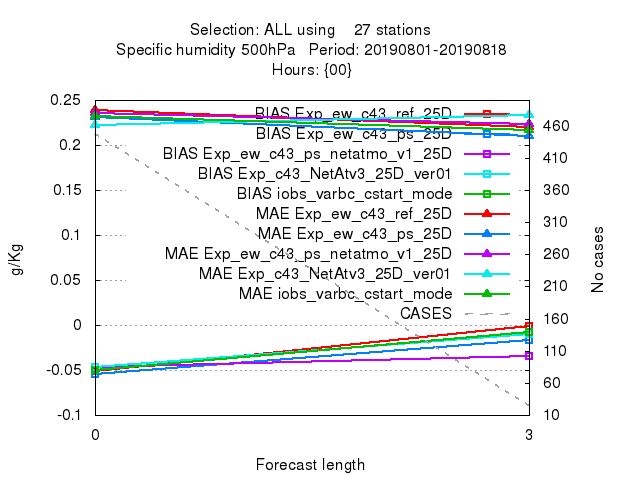 Selection: ALL using 27 stations
Specific humidity 500hPa Period: 20190801-20190818
Hours: {00}
0.25
0.2
0.15
0.1
0.05
0
-0.05
-0.1
g/Kg
BIAS Exp_ew_c43_ref_25D
BIAS Exp_ew_c43_ps_25D
BIAS Exp_ew_c43_ps_netatmo_v1_25D
BIAS Exp_c43_NetAtv3_25D_ver01
BIAS iobs_varbc_cstart_mode
MAE Exp_ew_c43_ref_25D
MAE Exp_ew_c43_ps_25D
MAE Exp_ew_c43_ps_netatmo_v1_25D
MAE Exp_c43_NetAtv3_25D_ver01
MAE iobs_varbc_cstart_mode
CASES
460
410
360
310
260
210
160
110
60
10
No cases
0 3
Forecast length